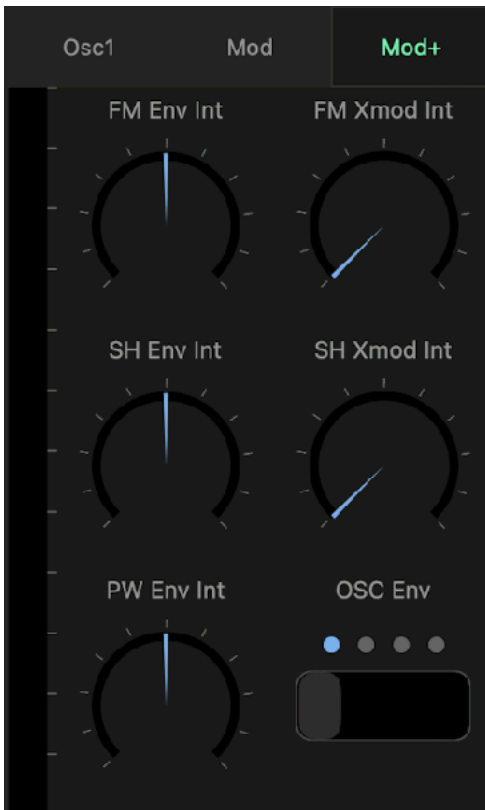 Osc1 Mod Mod+
FM Env Int FM Xmod Int
SH Env Int SH Xmod Int
PW Env Int OSC Env